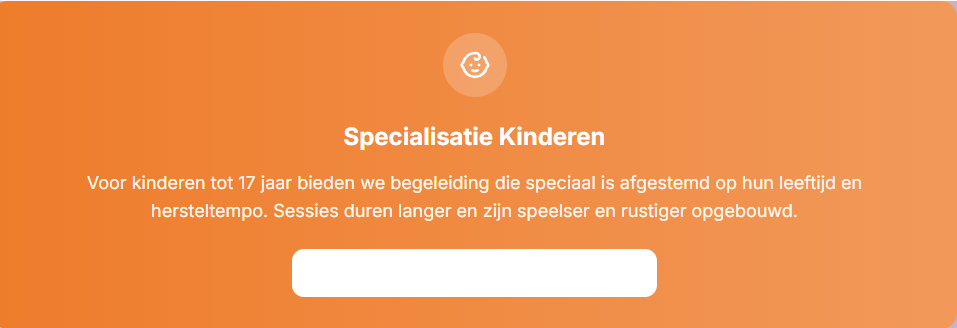 Specialisatie Kinderen
Voor kinderen tot 17 jaar bieden we begeleiding die speciaal is afgestemd op hun leeftijd en
hersteltempo. Sessies duren langer en zijn speelser en rustiger opgebouwd.